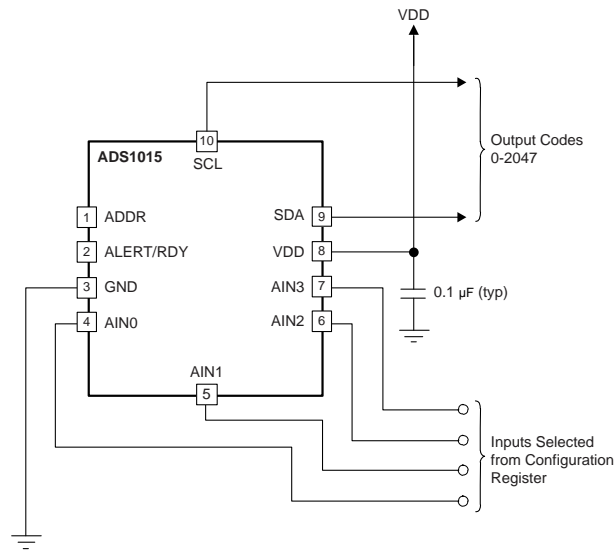 VDD
10
ADS1015
SCL
Output Codes
0-2047
1 ADDR
SDA 9
2 ALERT/RDY
VDD 8
3 GND
AIN3 7
0.1 µF (typ)
4 AIN0
AIN2 6
AIN1
5
Inputs Selected
from Configuration
Register